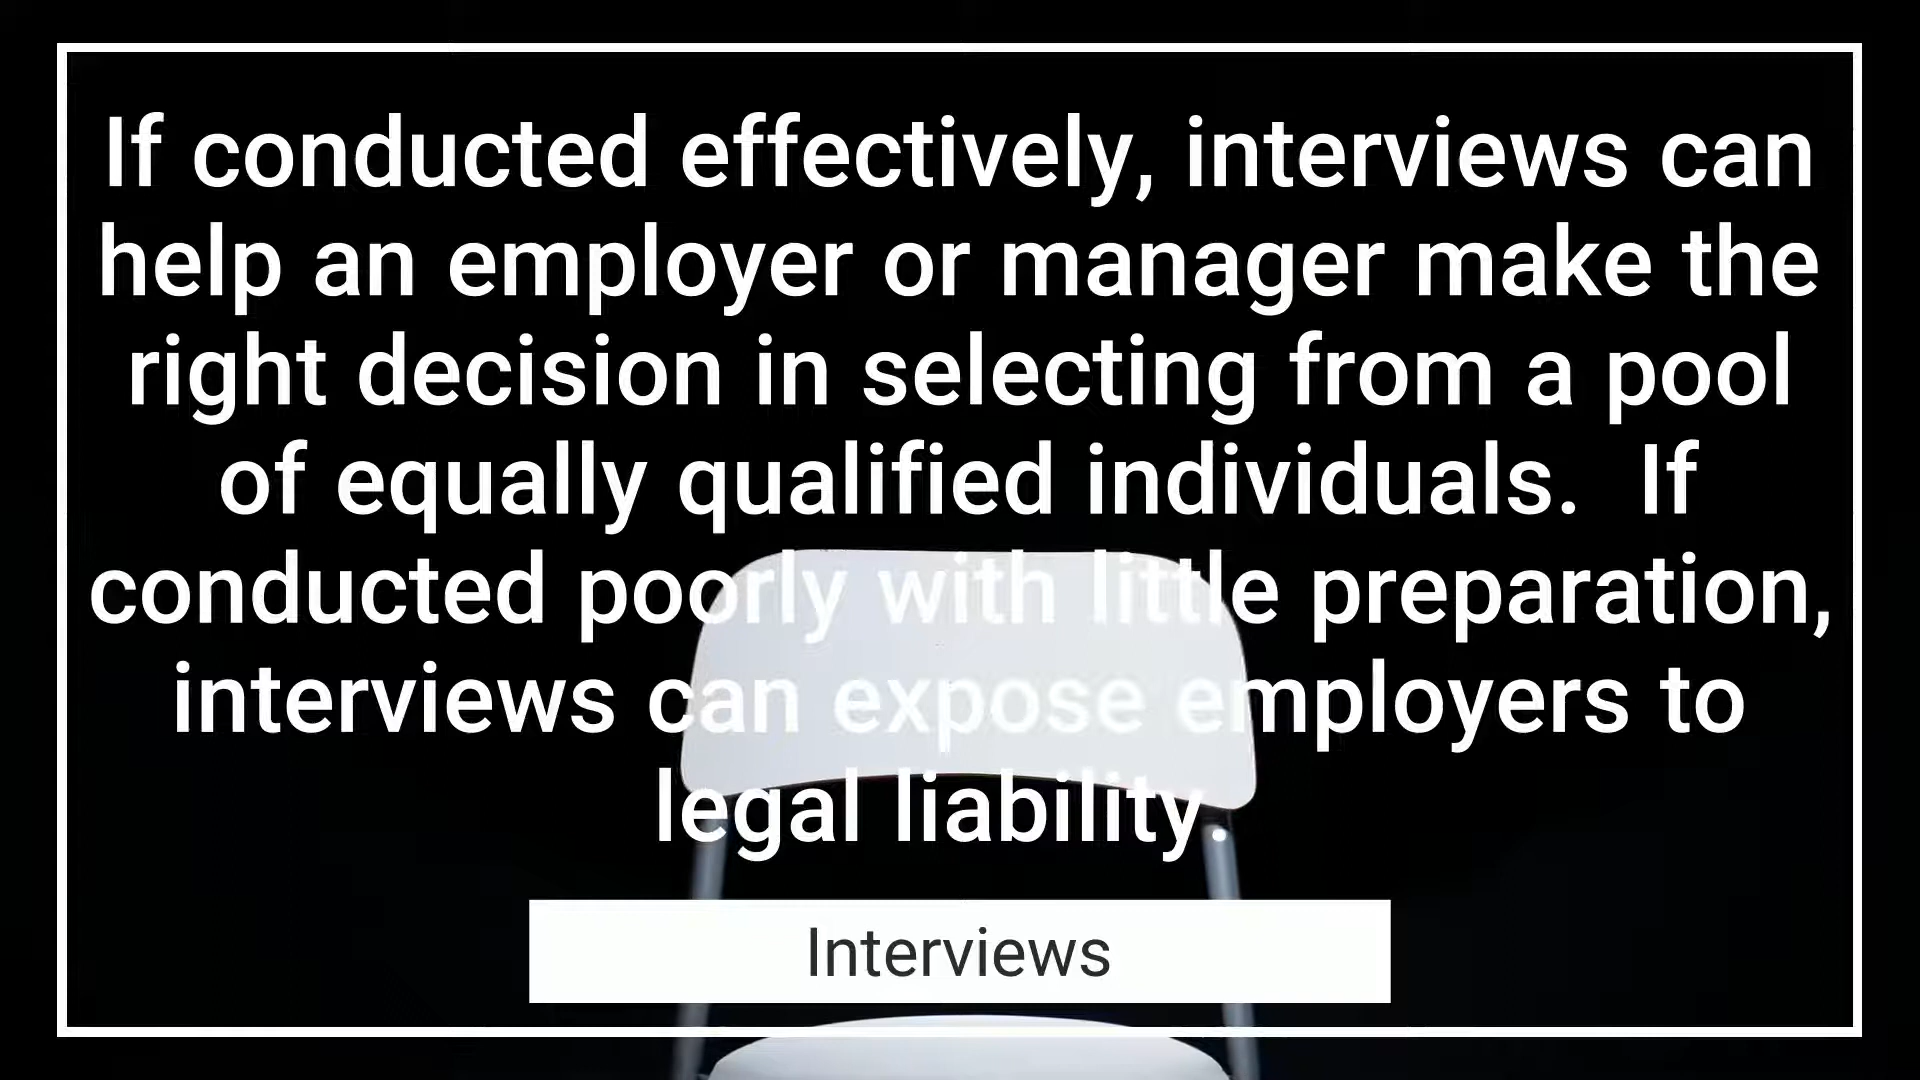 If conducted effectively, interviews can
help an employer or manager make the
right decision in selecting from a pool
of equally qualified individuals.  If
conducted poorly with little preparation,
interviews can expose employers to
legal liability.
Interviews